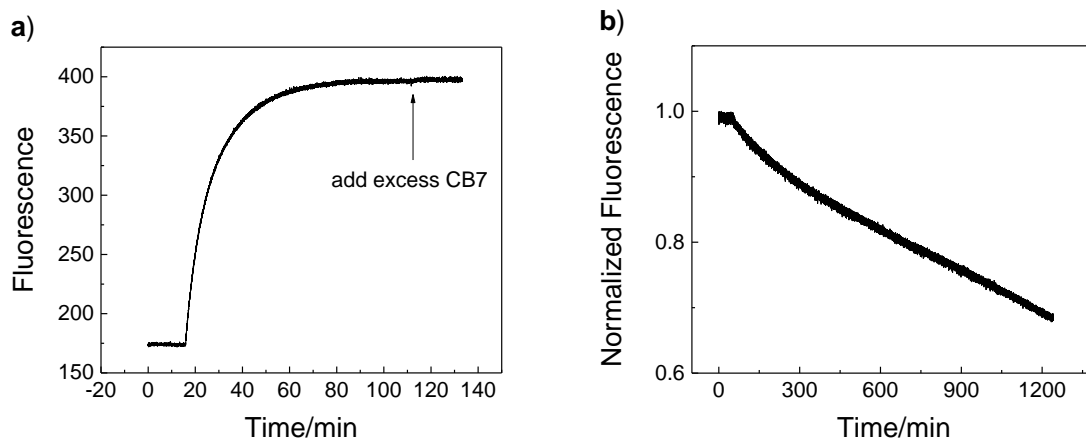 a)
Fluorescence
400
350
300
250
200
150
add excess CB7
-20 0 20 40 60 80 100 120 140
Time/min
b)
Normalized Fluorescence
1.0
0.8
0.6
0 300 600 900 1200
Time/min